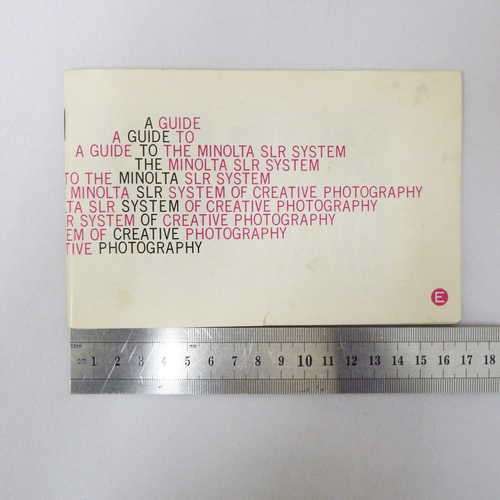 A GUIDE
A GUIDE TO
A GUIDE TO THE MINOLTA SLR SYSTEM
THE MINOLTA SLR SYSTEM
TO THE MINOLTA SLR SYSTEM
MINOLTA SLR SYSTEM OF CREATIVE PHOTOGRAPHY
TA SLR SYSTEM OF CREATIVE PHOTOGRAPHY
R SYSTEM OF CREATIVE PHOTOGRAPHY
EM OF CREATIVE PHOTOGRAPHY
TIVE PHOTOGRAPHY
E
1 2 3 4 5 6 7 8 9 10 11 12 13 14 15 16 17 18